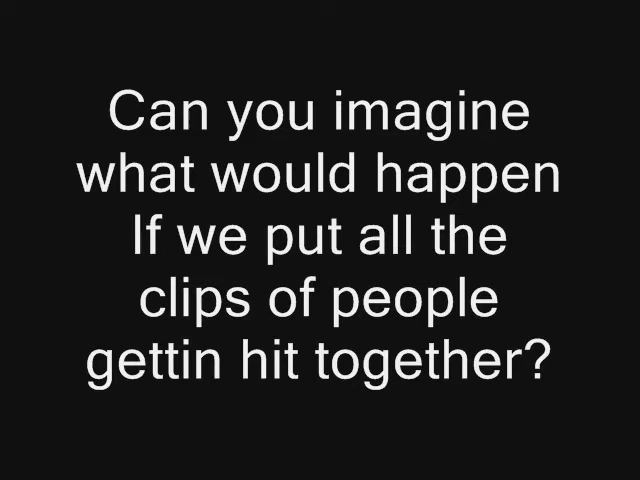 Can you imagine
what would happen
If we put all the
clips of people
gettin hit together?